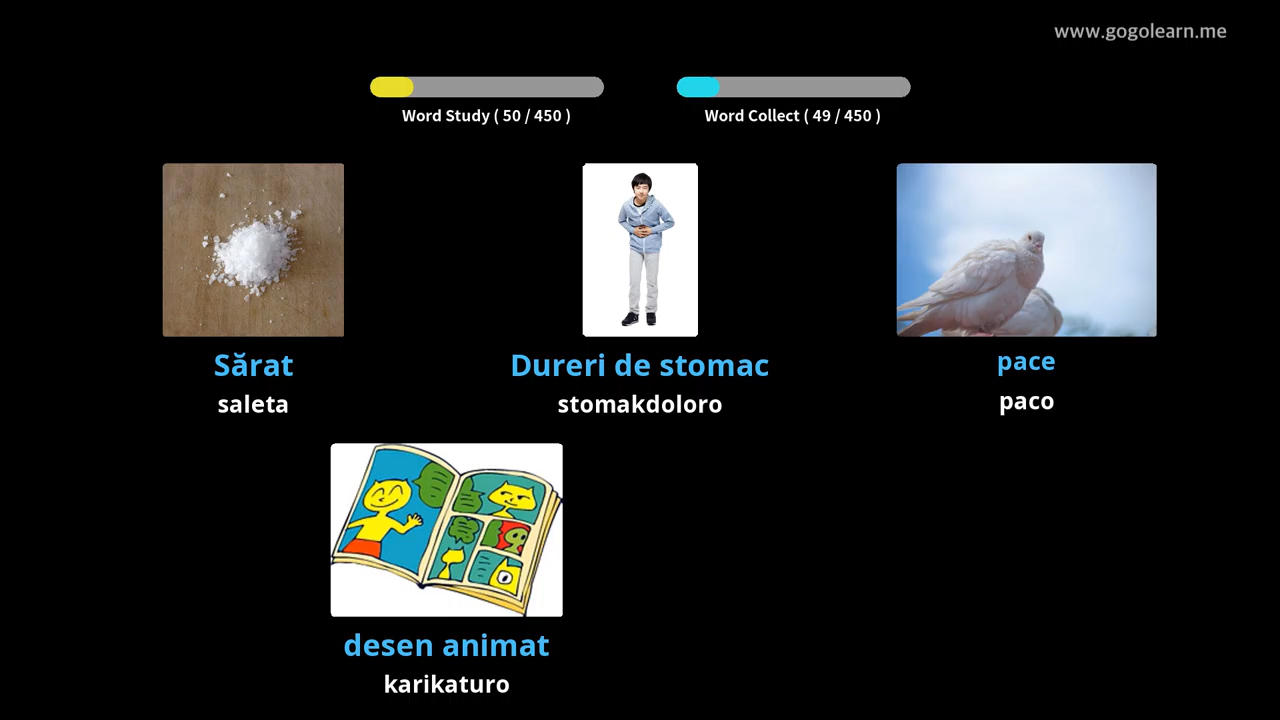 www.gogolearn.me
Word Study ( 50 / 450 )
Word Collect ( 49 / 450 )
Sărat
saleta
Dureri de stomac
stomakdoloro
pace
paco
desen animat
karikaturo